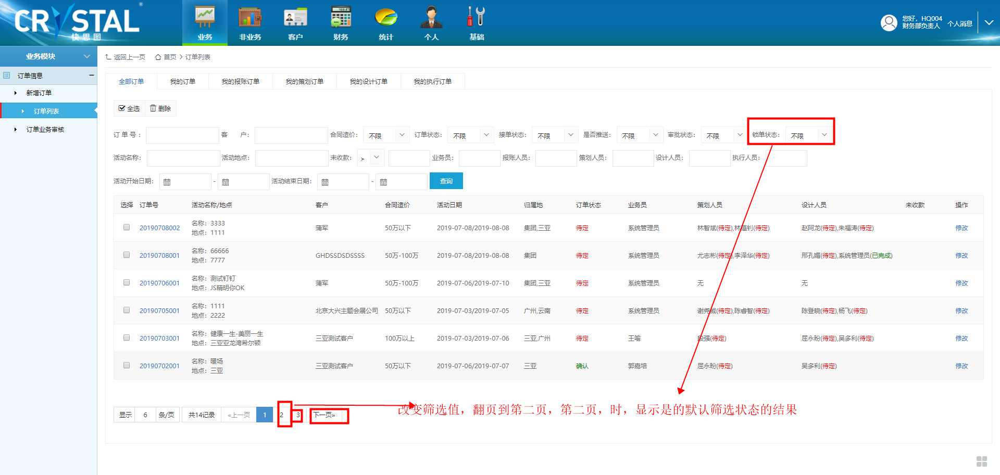 CRYSTAL®
快思图
业务
非业务
客户
财务
统计
个人
基础
您好，HQ004
财务部负责人
个人消息
业务模块
订单信息
新增订单
订单列表
订单业务审核
返回上一页 首页 > 订单列表
全部订单 我的订单 我的报账订单 我的策划订单 我的设计订单 我的执行订单
全选 删除
订 单 号： 客 户： 合同造价： 不限 订单状态： 不限 接单状态： 不限 是否推送： 不限 审批状态： 不限 锁单状态： 不限
活动名称： 活动地点： 未收款： > 业务员： 报账人员： 策划人员： 设计人员： 执行人员：
活动开始日期： - 活动结束日期： - 查询
选择 订单号 活动名称/地点 客户 合同造价 活动日期 归属地 订单状态 业务员 策划人员 设计人员 未收款 操作
20190708002 名称：3333 地点：1111 蒲军 50万以下 2019-07-08/2019-08-08 集团,三亚 待定 系统管理员 林智斌(待定),林蕴钊(待定) 赵阿龙(待定),朱福涛(待定) 修改
20190708001 名称：66666 地点：7777 GHDSSDSDSSSS 50万-100万 2019-07-08/2019-08-08 集团 待定 系统管理员 尤志彬(待定),李泽华(待定) 邢孔媚(待定),系统管理员(已完成) 修改
20190706001 名称：测试钉钉 地点：JS精明你OK 蒲军 50万-100万 2019-07-06/2019-07-10 集团,三亚 待定 系统管理员 无 无 修改
20190705001 名称：1111 地点：2222 北京大兴主题会展公司 50万以下 2019-07-03/2019-07-05 广州,云南 待定 系统管理员 谢尧威(待定),陈睿智(待定) 陈登晓(待定),杨飞(待定) 修改
20190703001 名称：健康一生-美丽一生 地点：三亚亚龙湾希尔顿 三亚测试客户 100万以上 2019-07-03/2019-07-06 三亚,广州 待定 王喻 段强(待定) 屈永盼(待定),吴多利(待定) 修改
20190702001 名称：暖场 地点：三亚 三亚测试客户 50万以下 2019-07-06/2019-07-07 三亚 确认 郭嘉培 屈永盼(待定) 吴多利(待定) 修改
显示 6 条/页 共14记录 «上一页 1 2 3 下一页»
改变筛选值，翻页到第二页，第二页，时，显示是的默认筛选状态的结果